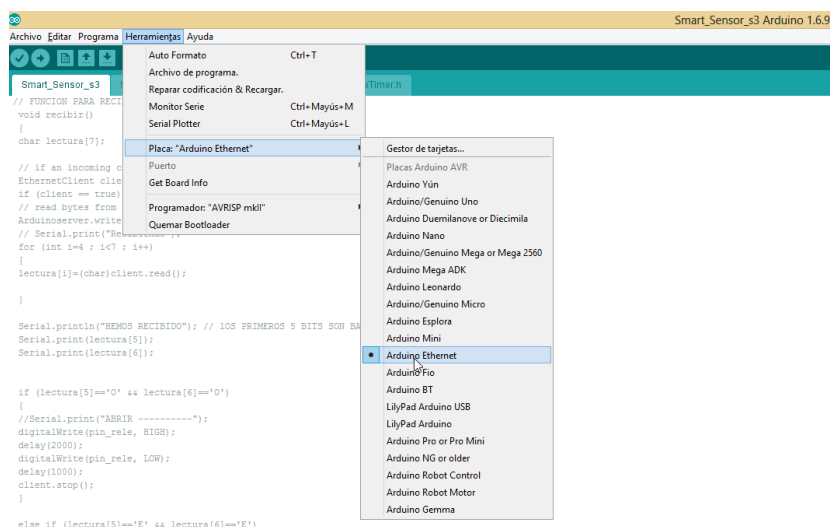 Smart_Sensor_s3 Arduino 1.6.9
Archivo Editar Programa Herramientas Ayuda
Smart_Sensor_s3
Timer.h
Auto Formato Ctrl+T
Archivo de programa.
Reparar codificación & Recargar.
Monitor Serie Ctrl+Mayús+M
Serial Plotter Ctrl+Mayús+L
Placa: "Arduino Ethernet"
Puerto
Get Board Info
Programador: "AVRISP mkII"
Quemar Bootloader
Gestor de tarjetas...
Placas Arduino AVR
Arduino Yún
Arduino/Genuino Uno
Arduino Duemilanove or Diecimila
Arduino Nano
Arduino/Genuino Mega or Mega 2560
Arduino Mega ADK
Arduino Leonardo
Arduino/Genuino Micro
Arduino Esplora
Arduino Mini
Arduino Ethernet
Arduino Fio
Arduino BT
LilyPad Arduino USB
LilyPad Arduino
Arduino Pro or Pro Mini
Arduino NG or older
Arduino Robot Control
Arduino Robot Motor
Arduino Gemma
// FUNCION PARA RECI
void recibir()
{
char lectura[7];
// if an incoming c
EthernetClient clie
if (client == true)
// read bytes from
Arduinoserver.write
// Serial.print("Recibiendo");
for (int i=4 ; i<7 ; i++)
{
lectura[i]=(char)client.read();
}
Serial.println("HEMOS RECIBIDO"); // lOS PRIMEROS 5 BITS SON BA
Serial.print(lectura[5]);
Serial.print(lectura[6]);
if (lectura[5]=='O' && lectura[6]=='O')
{
//Serial.print("ABRIR ----------");
digitalWrite(pin_rele, HIGH);
delay(2000);
digitalWrite(pin_rele, LOW);
delay(1000);
client.stop();
}
else if (lectura[5]=='E' && lectura[6]=='E')